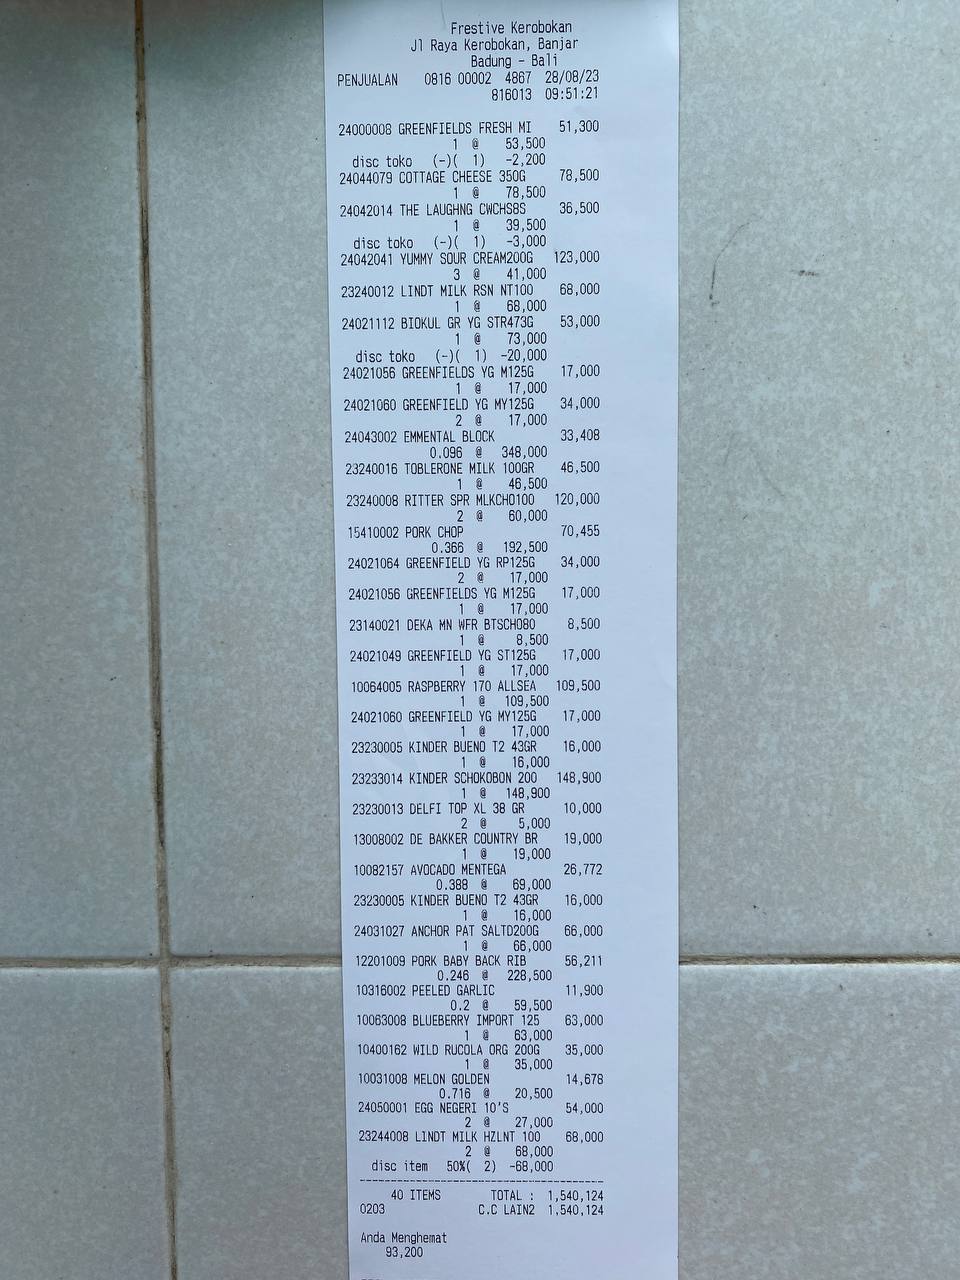 Frestive Kerobokan
Jl Raya Kerobokan, Banjar
Badung - Bali
PENJUALAN 0816 00002 4867 28/08/23
816013 09:51:21
24000008 GREENFIELDS FRESH MI 51,300
1 @ 53,500
disc toko (-)( 1) -2,200
24044079 COTTAGE CHEESE 350G 78,500
1 @ 78,500
24042014 THE LAUGHNG CWCHS8S 36,500
1 @ 39,500
disc toko (-)( 1) -3,000
24042041 YUMMY SOUR CREAM200G 123,000
3 @ 41,000
23240012 LINDT MILK RSN NT100 68,000
1 @ 68,000
24021112 BIOKUL GR YG STR473G 53,000
1 @ 73,000
disc toko (-)( 1) -20,000
24021056 GREENFIELDS YG M125G 17,000
1 @ 17,000
24021060 GREENFIELD YG MY125G 34,000
2 @ 17,000
24043002 EMMENTAL BLOCK 33,408
0.096 @ 348,000
23240016 TOBLERONE MILK 100GR 46,500
1 @ 46,500
23240008 RITTER SPR MLKCHO100 120,000
2 @ 60,000
15410002 PORK CHOP 70,455
0.366 @ 192,500
24021064 GREENFIELD YG RP125G 34,000
2 @ 17,000
24021056 GREENFIELDS YG M125G 17,000
1 @ 17,000
23140021 DEKA MN WFR BTSCHO80 8,500
1 @ 8,500
24021049 GREENFIELD YG ST125G 17,000
1 @ 17,000
10064005 RASPBERRY 170 ALLSEA 109,500
1 @ 109,500
24021060 GREENFIELD YG MY125G 17,000
1 @ 17,000
23230005 KINDER BUENO T2 43GR 16,000
1 @ 16,000
23233014 KINDER SCHOKOBON 200 148,900
1 @ 148,900
23230013 DELFI TOP XL 38 GR 10,000
2 @ 5,000
13008002 DE BAKKER COUNTRY BR 19,000
1 @ 19,000
10082157 AVOCADO MENTEGA 26,772
0.388 @ 69,000
23230005 KINDER BUENO T2 43GR 16,000
1 @ 16,000
24031027 ANCHOR PAT SALTD200G 66,000
1 @ 66,000
12201009 PORK BABY BACK RIB 56,211
0.246 @ 228,500
10316002 PEELED GARLIC 11,900
0.2 @ 59,500
10063008 BLUEBERRY IMPORT 125 63,000
1 @ 63,000
10400162 WILD RUCOLA ORG 200G 35,000
1 @ 35,000
10031008 MELON GOLDEN 14,678
0.716 @ 20,500
24050001 EGG NEGERI 10'S 54,000
2 @ 27,000
23244008 LINDT MILK HZLNT 100 68,000
2 @ 68,000
disc item 50%( 2) -68,000
40 ITEMS TOTAL : 1,540,124
0203 C.C LAIN2 1,540,124
Anda Menghemat
93,200